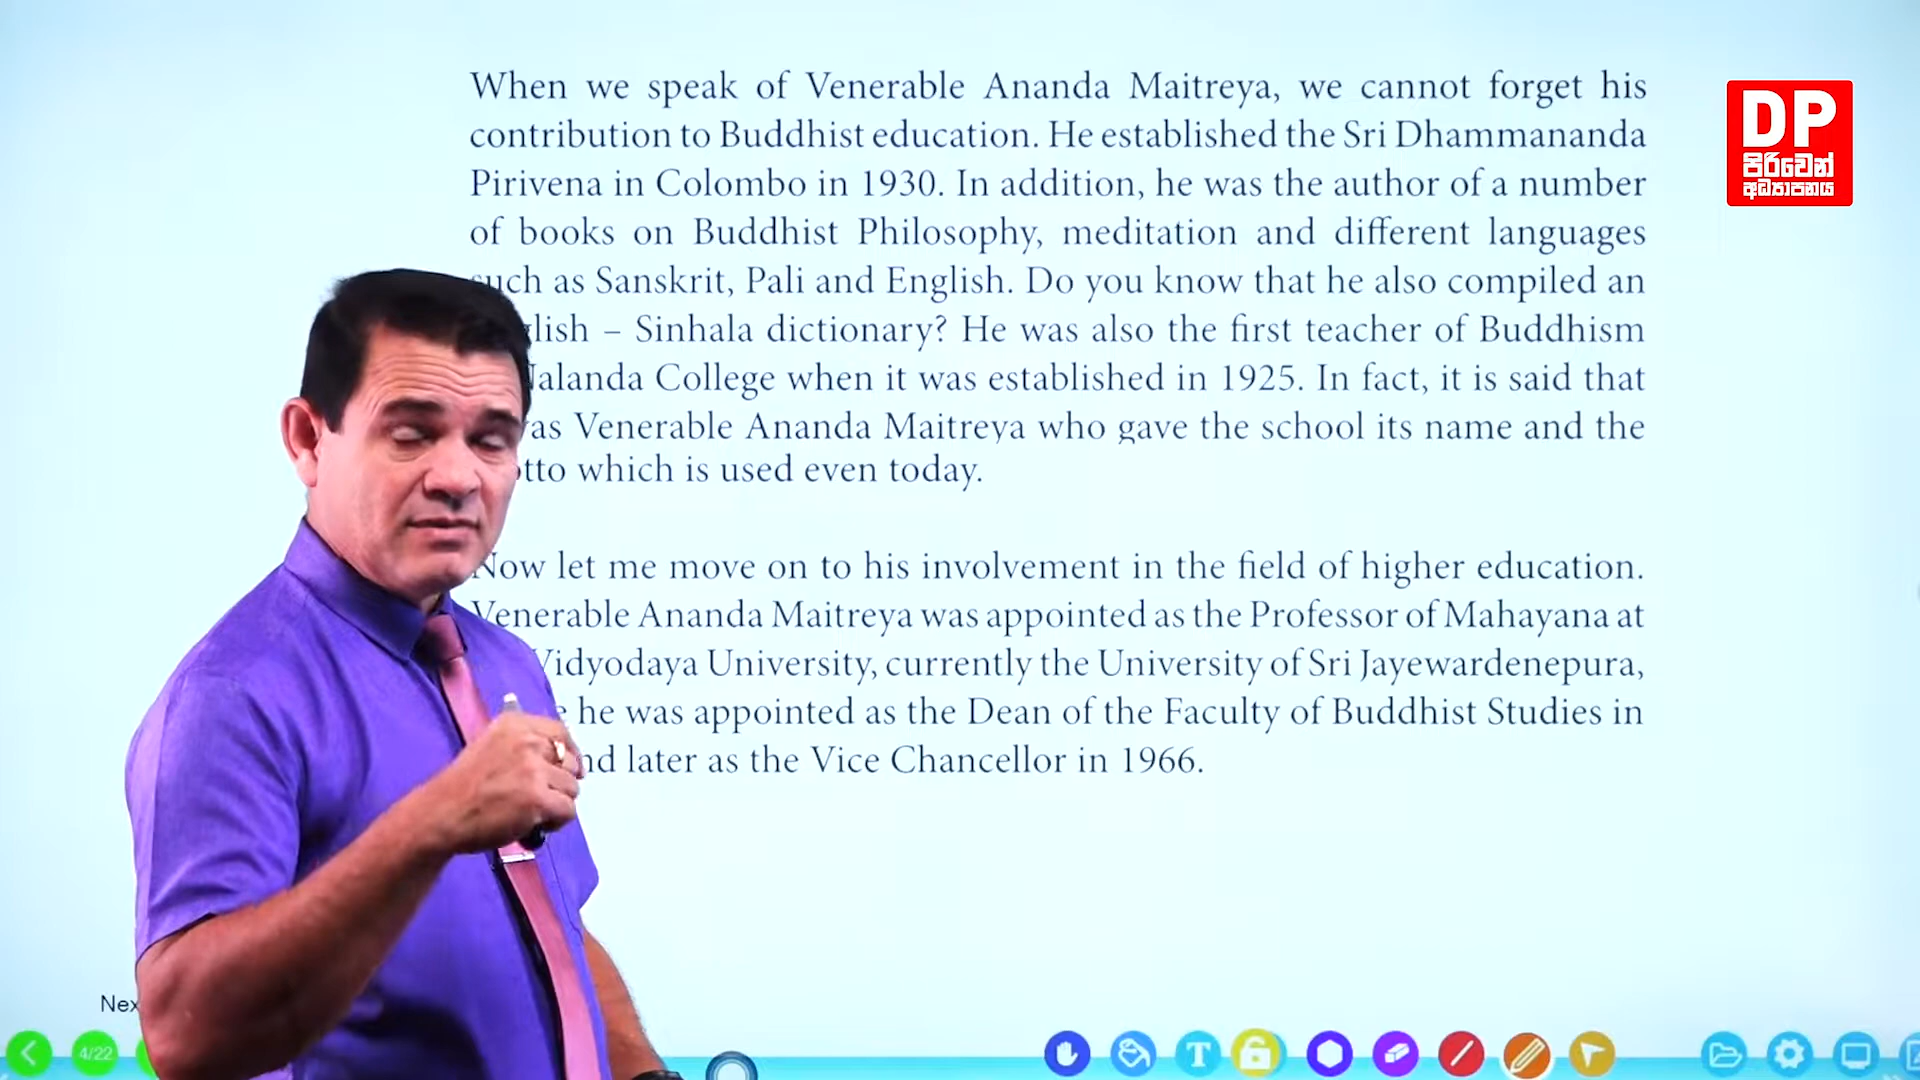 When we speak of Venerable Ananda Maitreya, we cannot forget his
contribution to Buddhist education. He established the Sri Dhammananda
Pirivena in Colombo in 1930. In addition, he was the author of a number
of books on Buddhist Philosophy, meditation and different languages
as Sanskrit, Pali and English. Do you know that he also compiled an
– Sinhala dictionary? He was also the first teacher of Buddhism
College when it was established in 1925. In fact, it is said that
Venerable Ananda Maitreya who gave the school its name and the
which is used even today.
Now let me move on to his involvement in the field of higher education.
Venerable Ananda Maitreya was appointed as the Professor of Mahayana at
Vidyodaya University, currently the University of Sri Jayewardenepura,
he was appointed as the Dean of the Faculty of Buddhist Studies in
later as the Vice Chancellor in 1966.
DP
පිරිවෙන්
අධ්‍යාපනය
4/22
T